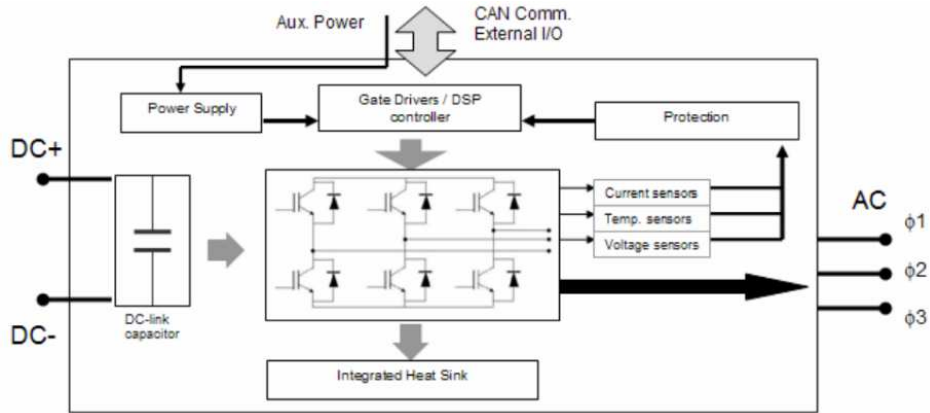 Aux. Power
CAN Comm.
External I/O
Power Supply
Gate Drivers / DSP
controller
Protection
DC+
Current sensors
Temp. sensors
Voltage sensors
AC
ϕ1
ϕ2
ϕ3
DC-
DC-link
capacitor
Integrated Heat Sink